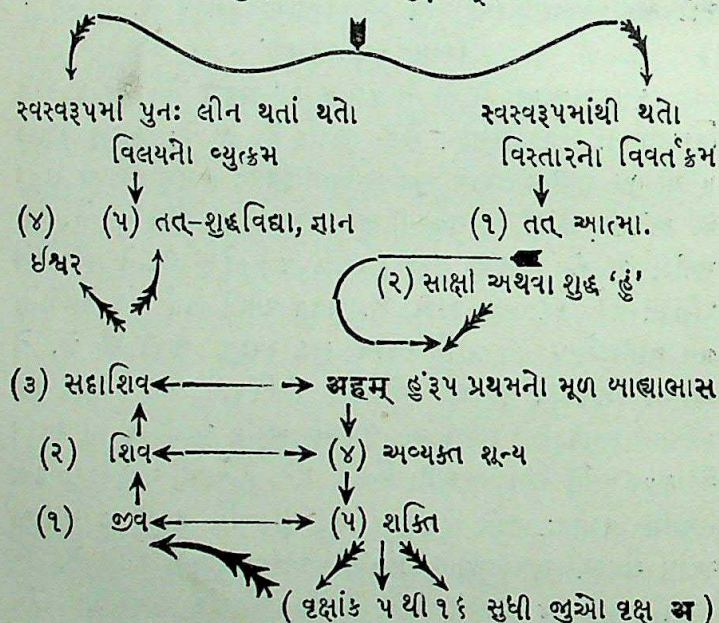 સ્વસ્વરૂપમાં પુનઃ લીન થતાં થતો
વિલયનો વ્યુત્ક્રમ
સ્વસ્વરૂપમાંથી થતો
વિસ્તારનો વિવર્તક્રમ
(૪) (૫) તત્-શુદ્ધવિદ્યા, જ્ઞાન
ઈશ્વર
(૧) તત્ આત્મા.
(૨) સાક્ષી અથવા શુદ્ધ ‘હું’
(૩) સદાશિવ अहम् હુંરૂપ પ્રથમનો મૂળ બાહ્યાભાસ
(૨) શિવ (૪) અવ્યક્ત શૂન્ય
(૧) જીવ (૫) શક્તિ
( વૃક્ષાંક ૫ થી ૧૬ સુધી જુઓ વૃક્ષ अ )